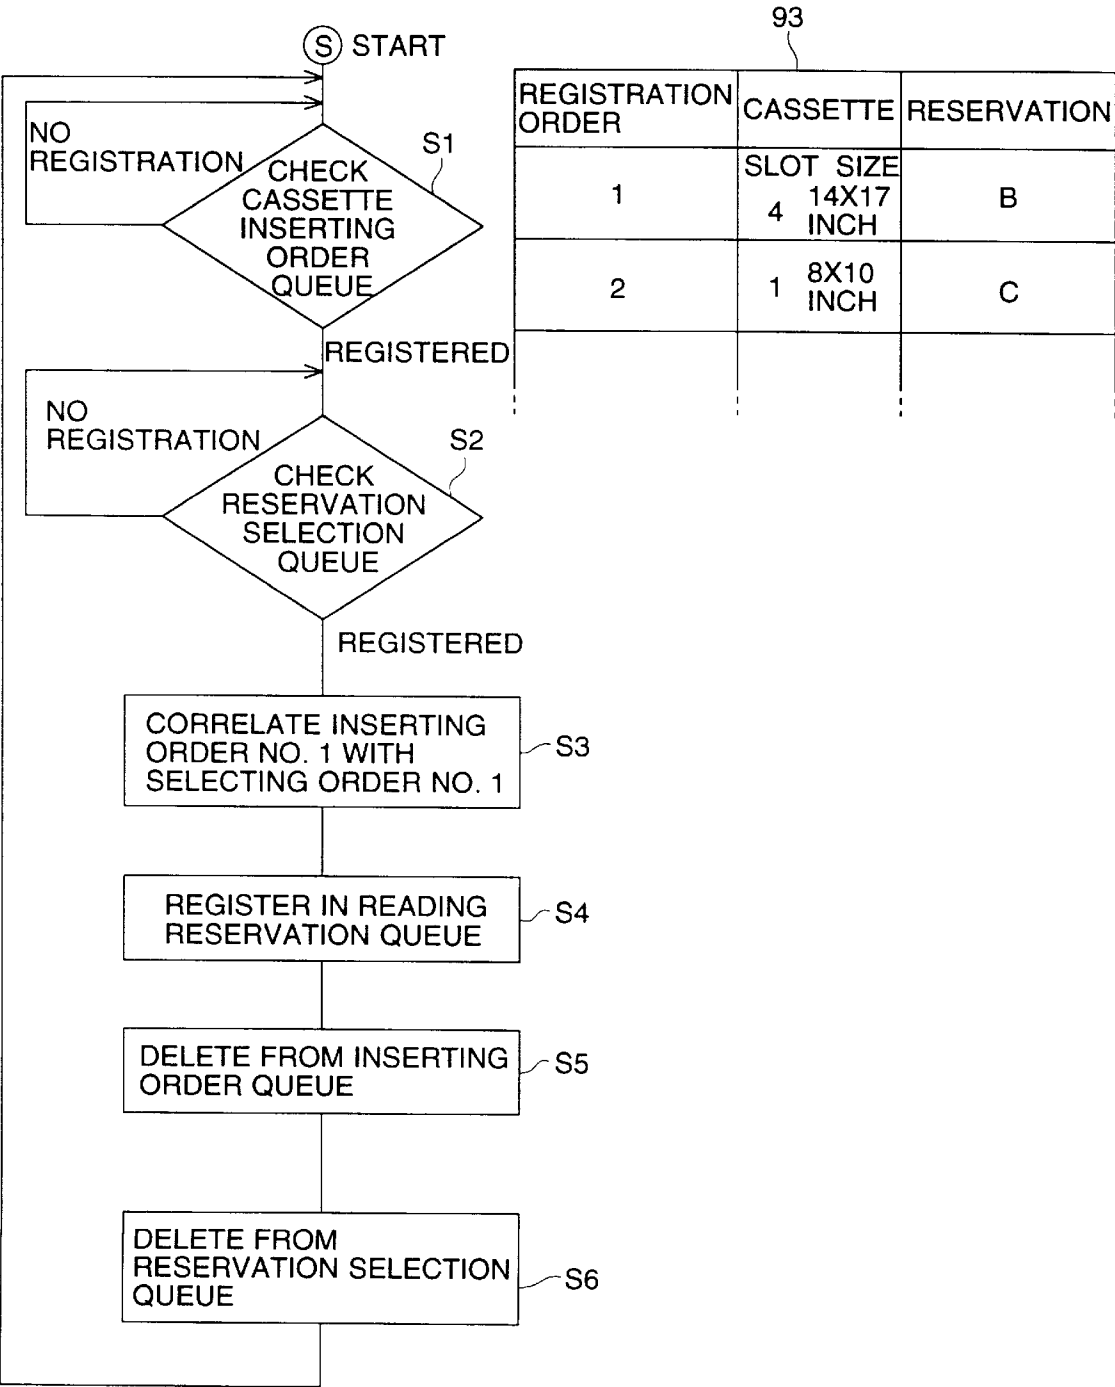 S START
NO
REGISTRATION
S1
CHECK
CASSETTE
INSERTING
ORDER
QUEUE
REGISTERED
NO
REGISTRATION
S2
CHECK
RESERVATION
SELECTION
QUEUE
REGISTERED
CORRELATE INSERTING
ORDER NO. 1 WITH
SELECTING ORDER NO. 1
S3
REGISTER IN READING
RESERVATION QUEUE
S4
DELETE FROM INSERTING
ORDER QUEUE
S5
DELETE FROM
RESERVATION SELECTION
QUEUE
S6
93
REGISTRATION
ORDER
CASSETTE
RESERVATION
1
SLOT SIZE
4 14X17
INCH
B
2
1 8X10
INCH
C